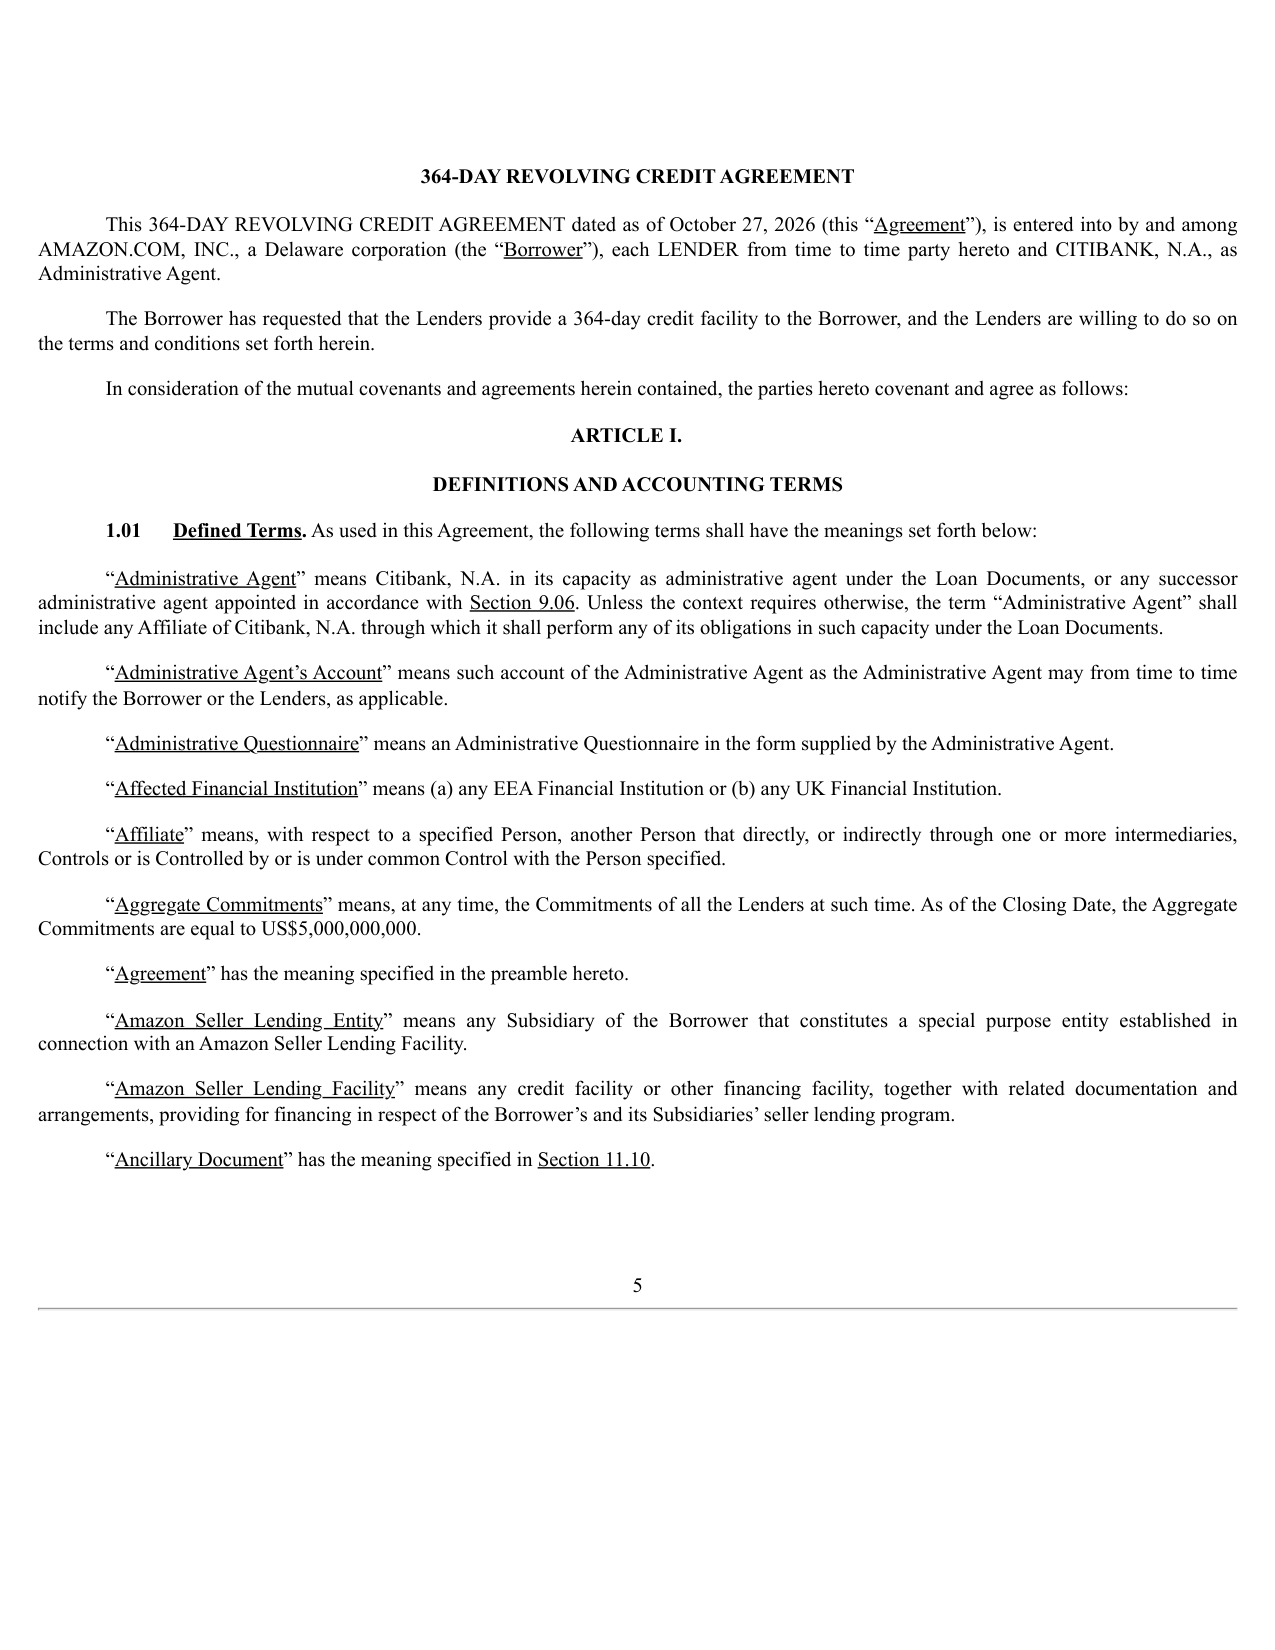 364-DAY REVOLVING CREDIT AGREEMENT
This 364-DAY REVOLVING CREDIT AGREEMENT dated as of October 27, 2026 (this “Agreement”), is entered into by and among
AMAZON.COM, INC., a Delaware corporation (the “Borrower”), each LENDER from time to time party hereto and CITIBANK, N.A., as
Administrative Agent.
The Borrower has requested that the Lenders provide a 364-day credit facility to the Borrower, and the Lenders are willing to do so on
the terms and conditions set forth herein.
In consideration of the mutual covenants and agreements herein contained, the parties hereto covenant and agree as follows:
ARTICLE I.
DEFINITIONS AND ACCOUNTING TERMS
1.01 Defined Terms. As used in this Agreement, the following terms shall have the meanings set forth below:
“Administrative Agent” means Citibank, N.A. in its capacity as administrative agent under the Loan Documents, or any successor
administrative agent appointed in accordance with Section 9.06. Unless the context requires otherwise, the term “Administrative Agent” shall
include any Affiliate of Citibank, N.A. through which it shall perform any of its obligations in such capacity under the Loan Documents.
“Administrative Agent’s Account” means such account of the Administrative Agent as the Administrative Agent may from time to time
notify the Borrower or the Lenders, as applicable.
“Administrative Questionnaire” means an Administrative Questionnaire in the form supplied by the Administrative Agent.
“Affected Financial Institution” means (a) any EEA Financial Institution or (b) any UK Financial Institution.
“Affiliate” means, with respect to a specified Person, another Person that directly, or indirectly through one or more intermediaries,
Controls or is Controlled by or is under common Control with the Person specified.
“Aggregate Commitments” means, at any time, the Commitments of all the Lenders at such time. As of the Closing Date, the Aggregate
Commitments are equal to US$5,000,000,000.
“Agreement” has the meaning specified in the preamble hereto.
“Amazon Seller Lending Entity” means any Subsidiary of the Borrower that constitutes a special purpose entity established in
connection with an Amazon Seller Lending Facility.
“Amazon Seller Lending Facility” means any credit facility or other financing facility, together with related documentation and
arrangements, providing for financing in respect of the Borrower’s and its Subsidiaries’ seller lending program.
“Ancillary Document” has the meaning specified in Section 11.10.
5